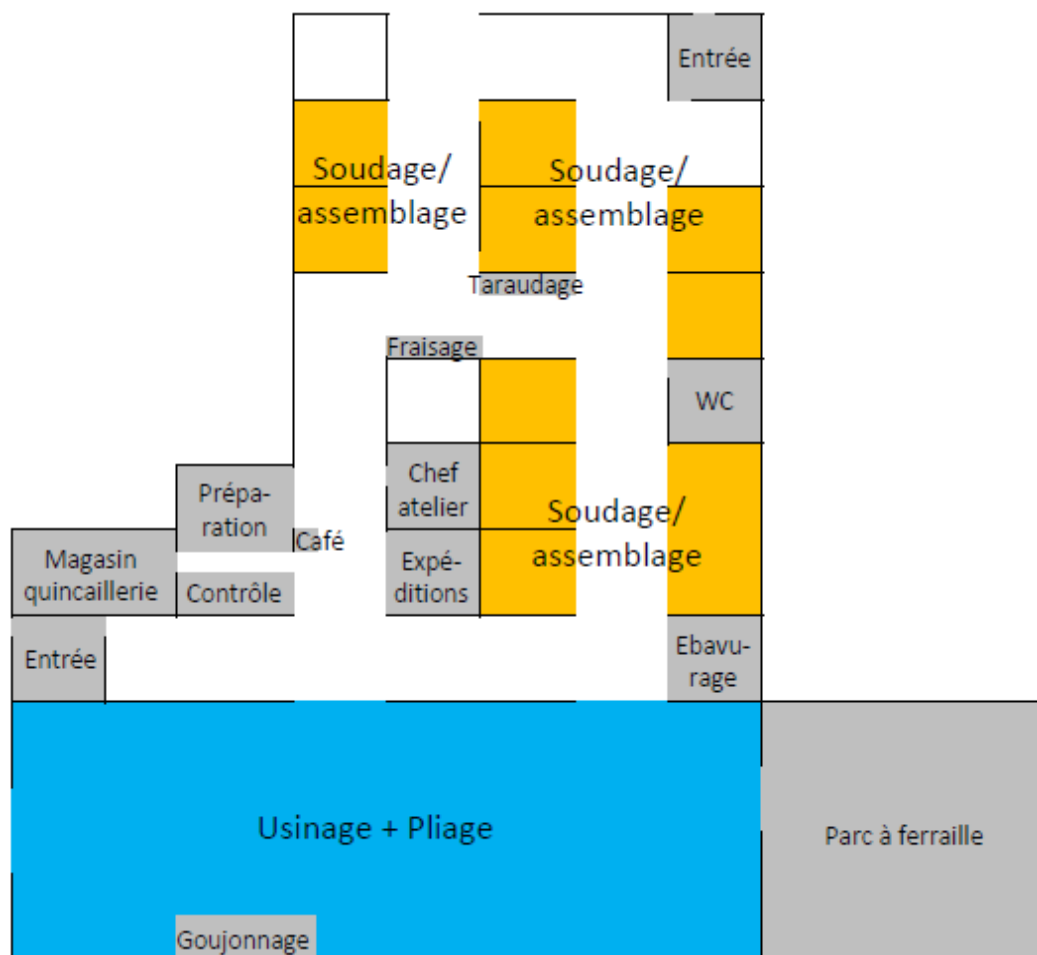 Entrée
Soudage/
assemblage
Soudage/
assemblage
Taraudage
Fraisage
WC
Chef
atelier
Prépa-
ration
Café
Soudage/
assemblage
Magasin
quincaillerie
Contrôle
Expé-
ditions
Entrée
Ebavu-
rage
Usinage + Pliage
Parc à ferraille
Goujonnage